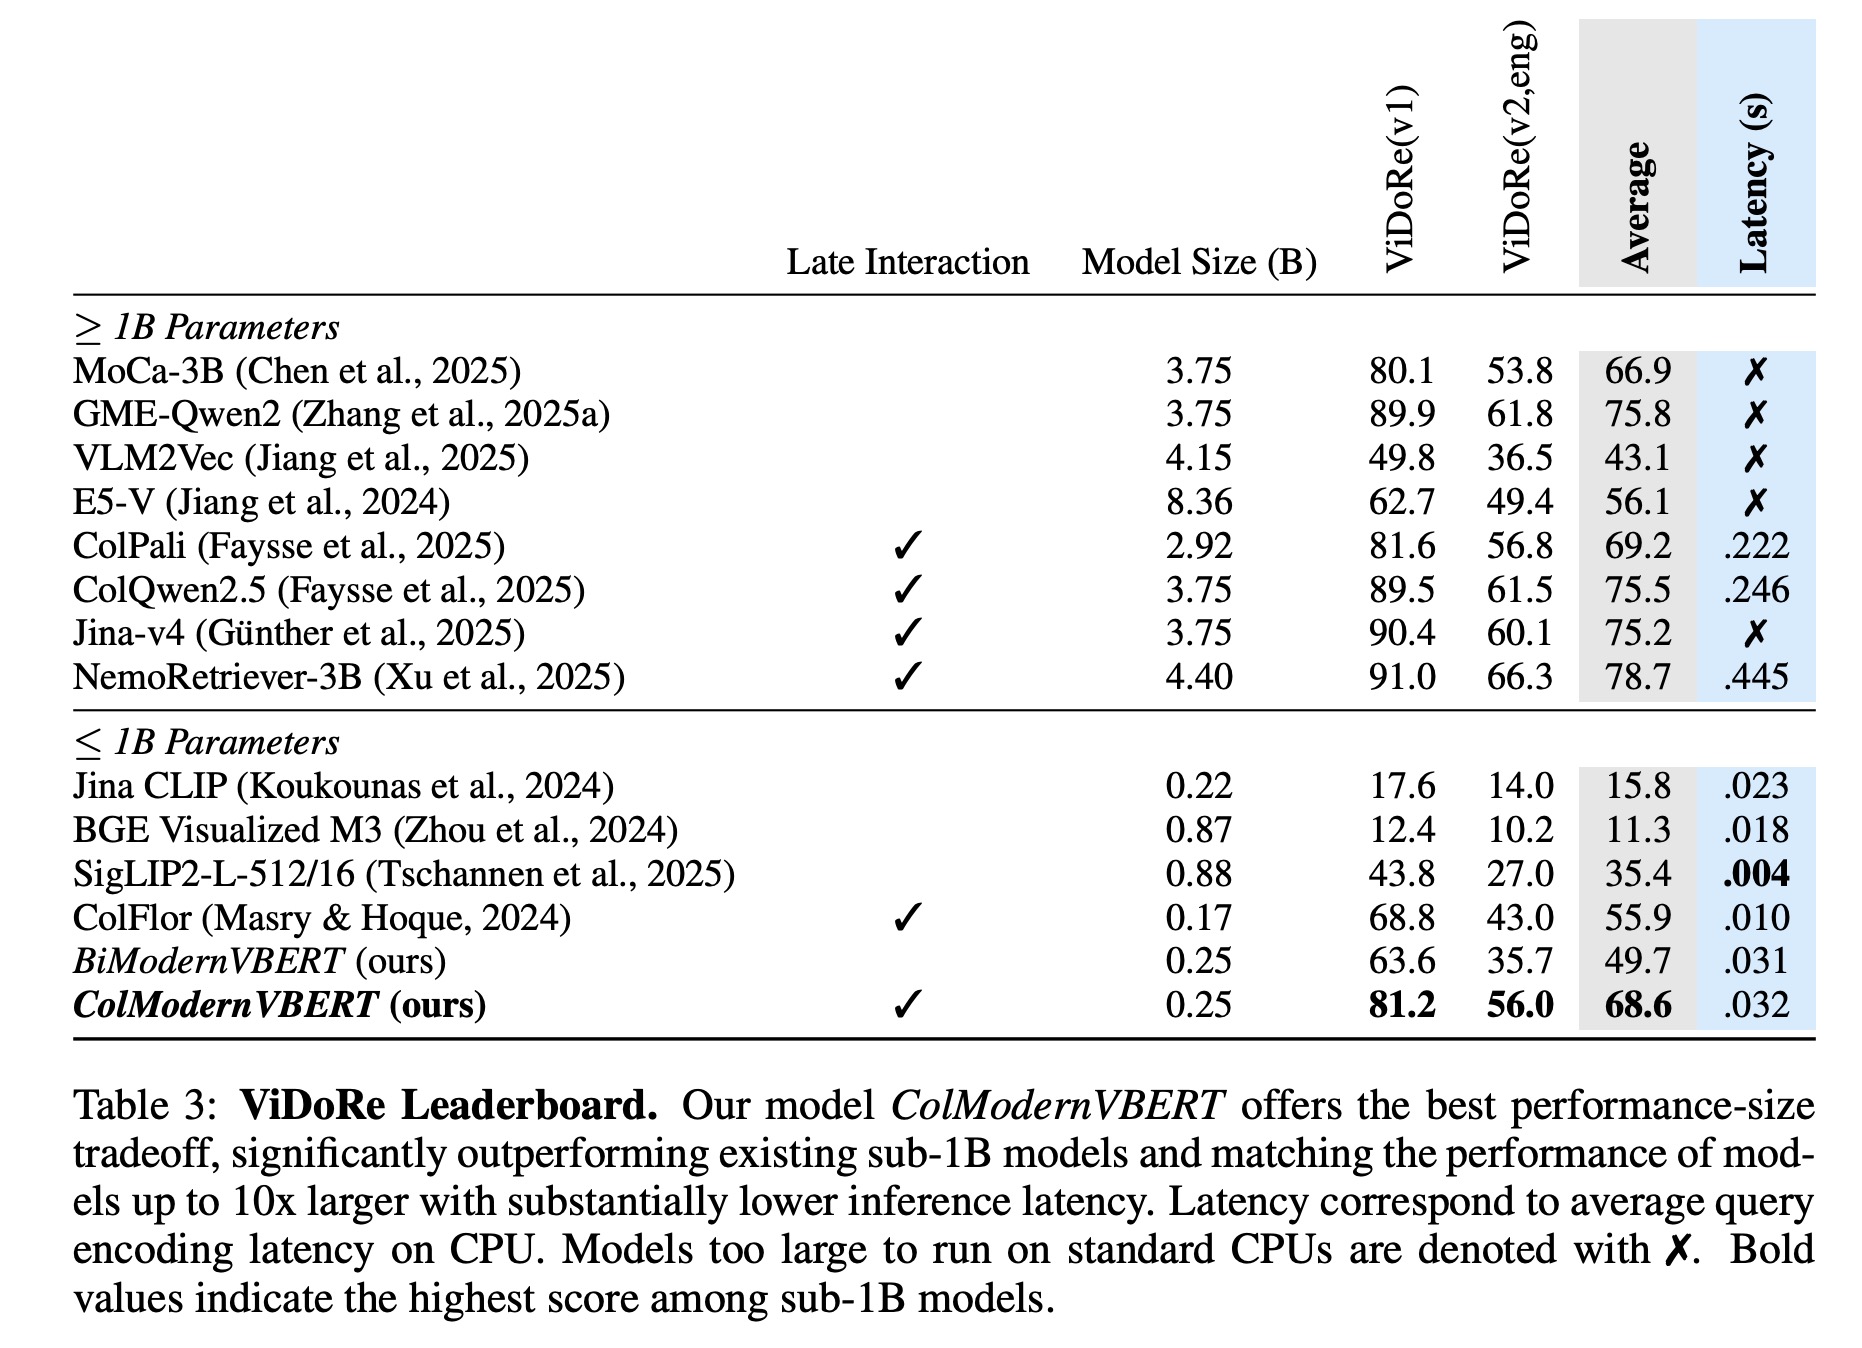 Late Interaction Model Size (B) ViDoRe(v1) ViDoRe(v2,eng) Average Latency (s)
≥ 1B Parameters
MoCa-3B (Chen et al., 2025) 3.75 80.1 53.8 66.9 ✗
GME-Qwen2 (Zhang et al., 2025a) 3.75 89.9 61.8 75.8 ✗
VLM2Vec (Jiang et al., 2025) 4.15 49.8 36.5 43.1 ✗
E5-V (Jiang et al., 2024) 8.36 62.7 49.4 56.1 ✗
ColPali (Faysse et al., 2025) ✓ 2.92 81.6 56.8 69.2 .222
ColQwen2.5 (Faysse et al., 2025) ✓ 3.75 89.5 61.5 75.5 .246
Jina-v4 (Günther et al., 2025) ✓ 3.75 90.4 60.1 75.2 ✗
NemoRetriever-3B (Xu et al., 2025) ✓ 4.40 91.0 66.3 78.7 .445
≤ 1B Parameters
Jina CLIP (Koukounas et al., 2024) 0.22 17.6 14.0 15.8 .023
BGE Visualized M3 (Zhou et al., 2024) 0.87 12.4 10.2 11.3 .018
SigLIP2-L-512/16 (Tschannen et al., 2025) 0.88 43.8 27.0 35.4 .004
ColFlor (Masry & Hoque, 2024) ✓ 0.17 68.8 43.0 55.9 .010
BiModernVBERT (ours) 0.25 63.6 35.7 49.7 .031
ColModernVBERT (ours) ✓ 0.25 81.2 56.0 68.6 .032
Table 3: ViDoRe Leaderboard. Our model ColModernVBERT offers the best performance-size
tradeoff, significantly outperforming existing sub-1B models and matching the performance of mod-
els up to 10x larger with substantially lower inference latency. Latency correspond to average query
encoding latency on CPU. Models too large to run on standard CPUs are denoted with ✗. Bold
values indicate the highest score among sub-1B models.